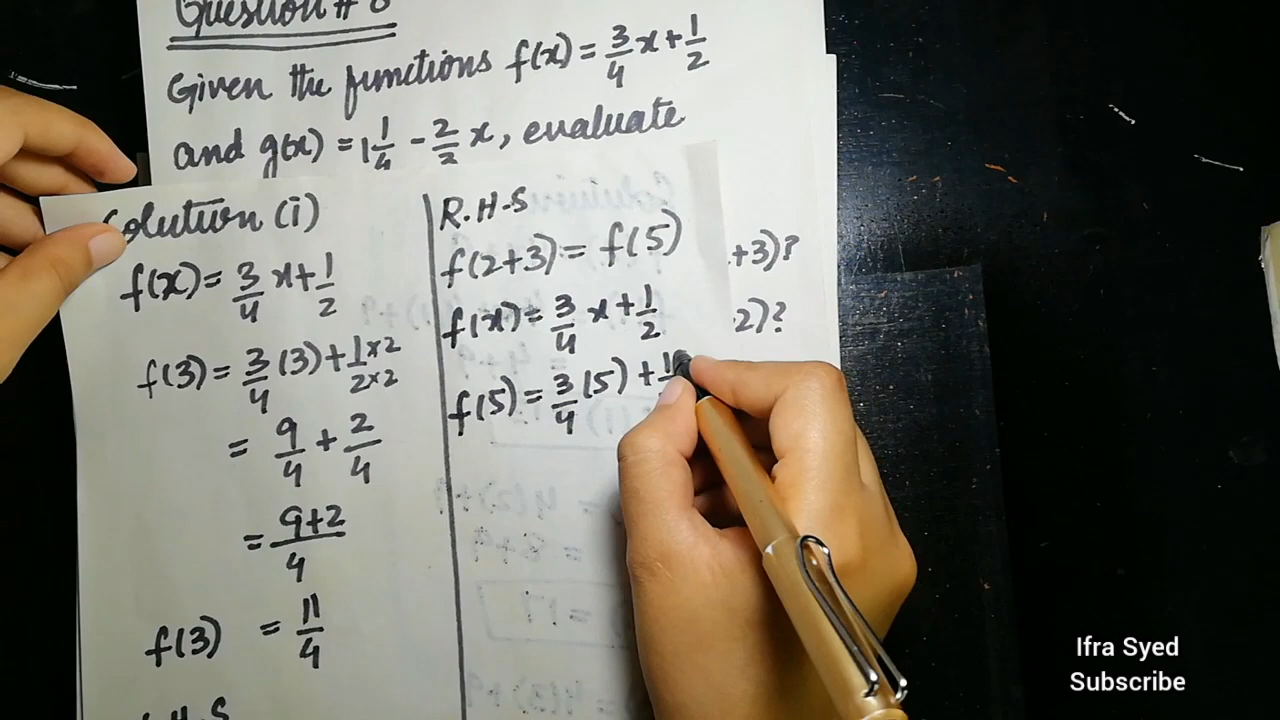 Question # 8
Given the functions f(x) = 3/4 x + 1/2
and g(x) = 1 1/4 - 2/2 x, evaluate
+3)?
2)?
Solution (i)
f(x) = 3/4 x + 1/2
f(3) = 3/4 (3) + 1×2/2×2
= 9/4 + 2/4
= 9+2/4
f(3) = 11/4
R.H.S
f(2+3) = f(5)
f(x) = 3/4 x + 1/2
f(5) = 3/4 (5) + 1
Ifra Syed
Subscribe